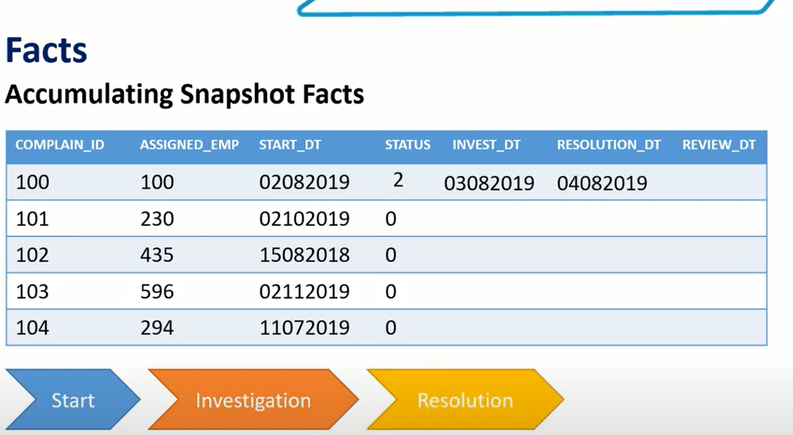 Facts
Accumulating Snapshot Facts
COMPLAIN_ID ASSIGNED_EMP START_DT STATUS INVEST_DT RESOLUTION_DT REVIEW_DT
100 100 02082019 2 03082019 04082019
101 230 02102019 0
102 435 15082018 0
103 596 02112019 0
104 294 11072019 0
Start Investigation Resolution